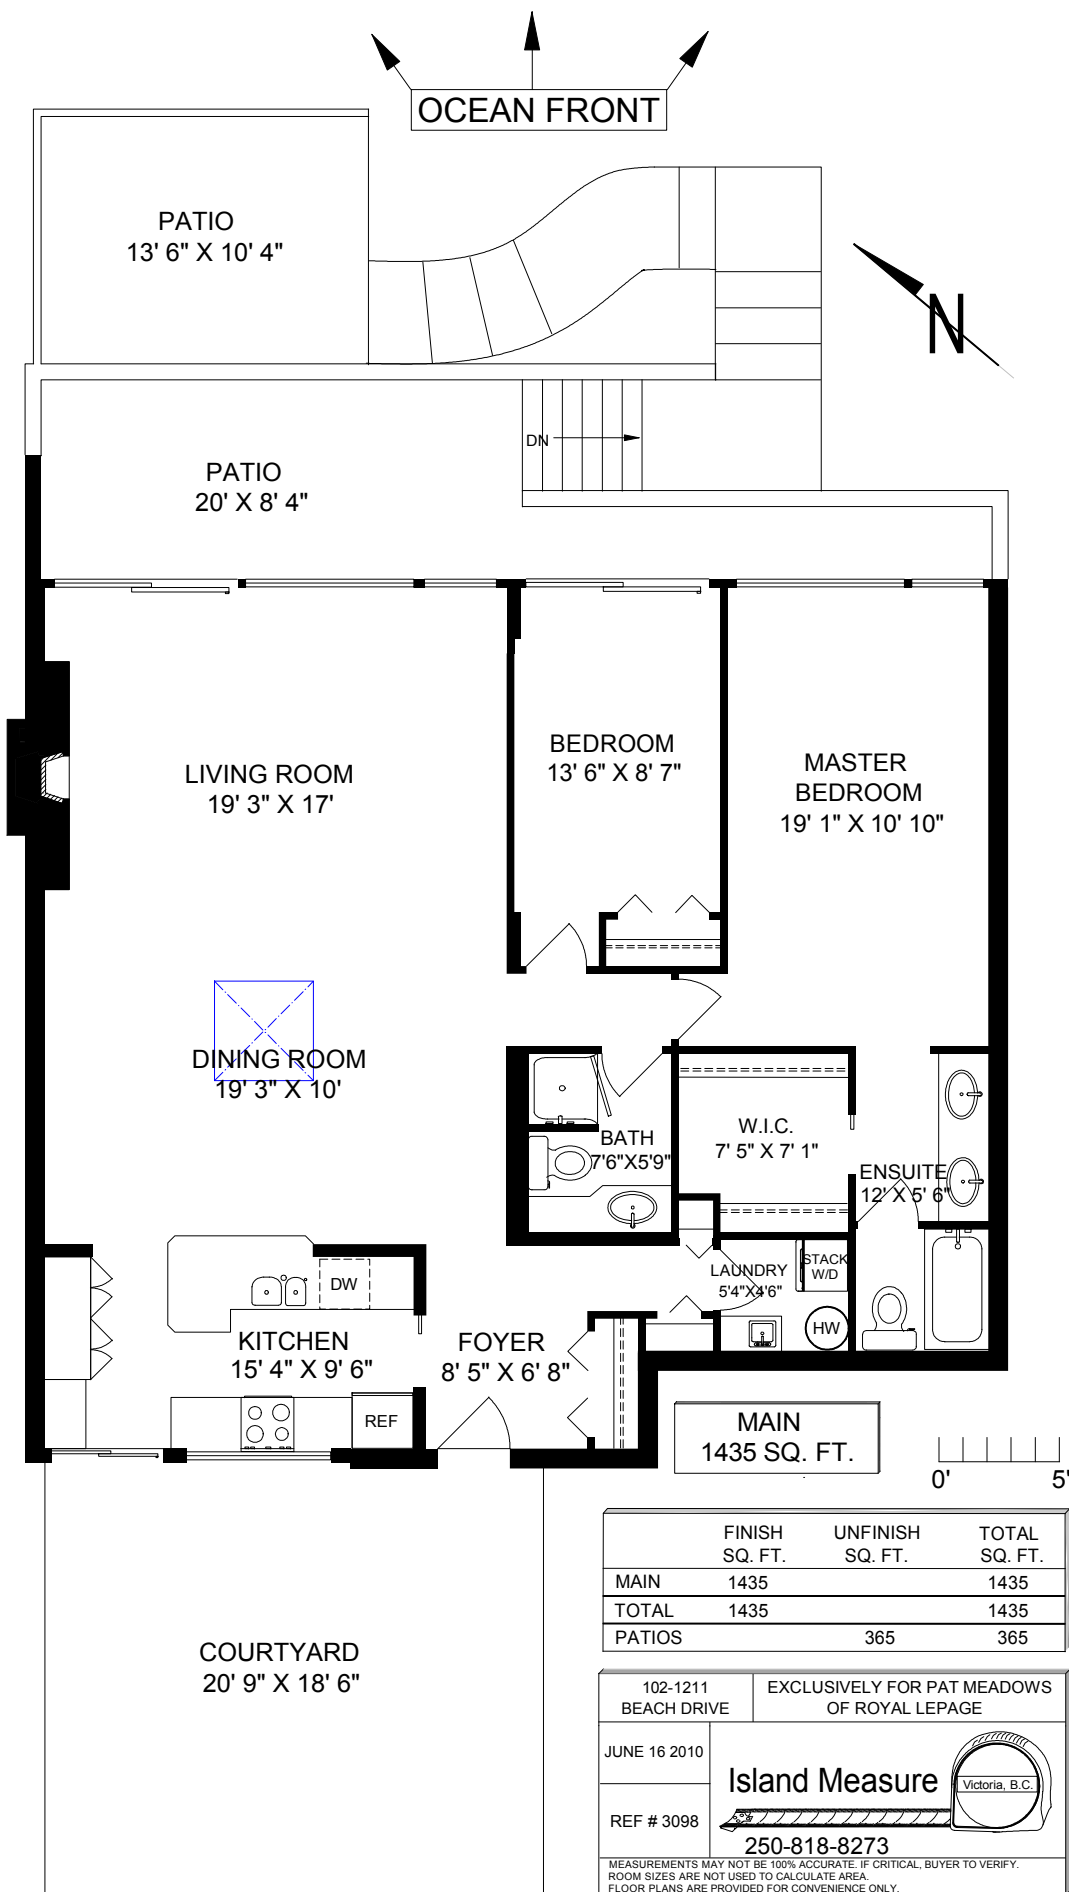 OCEAN FRONT
PATIO
13' 6" X 10' 4"
N
DN
PATIO
20' X 8' 4"
LIVING ROOM
19' 3" X 17'
BEDROOM
13' 6" X 8' 7"
MASTER
BEDROOM
19' 1" X 10' 10"
DINING ROOM
19' 3" X 10'
BATH
7'6"X5'9"
W.I.C.
7' 5" X 7' 1"
ENSUITE
12' X 5' 6"
LAUNDRY
5'4"X4'6"
STACK
W/D
HW
DW
KITCHEN
15' 4" X 9' 6"
REF
FOYER
8' 5" X 6' 8"
MAIN
1435 SQ. FT.
0' 5'
FINISH UNFINISH TOTAL
SQ. FT. SQ. FT. SQ. FT.
MAIN 1435 1435
TOTAL 1435 1435
PATIOS 365 365
COURTYARD
20' 9" X 18' 6"
102-1211
BEACH DRIVE
EXCLUSIVELY FOR PAT MEADOWS
OF ROYAL LEPAGE
JUNE 16 2010
REF # 3098
Island Measure
Victoria, B.C.
250-818-8273
MEASUREMENTS MAY NOT BE 100% ACCURATE. IF CRITICAL, BUYER TO VERIFY.
ROOM SIZES ARE NOT USED TO CALCULATE AREA.
FLOOR PLANS ARE PROVIDED FOR CONVENIENCE ONLY.